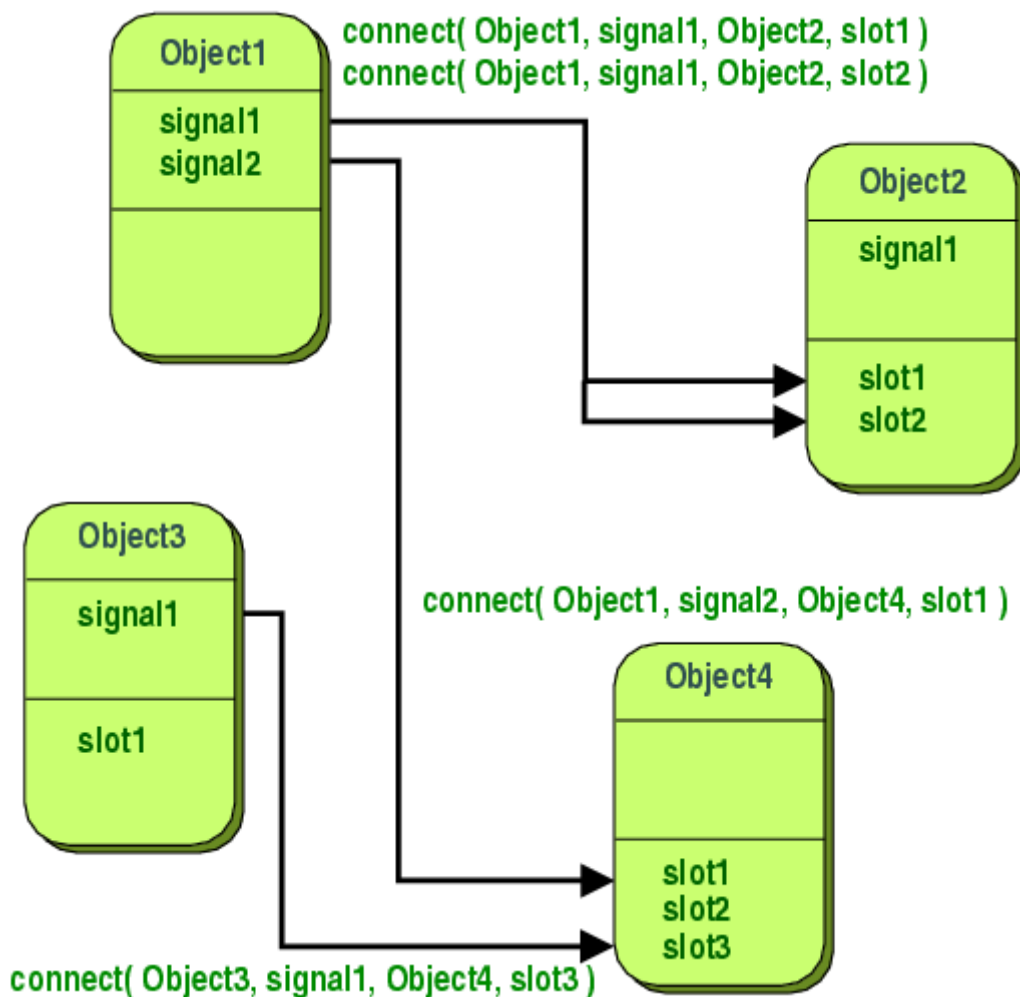 Object1
connect( Object1, signal1, Object2, slot1 )
connect( Object1, signal1, Object2, slot2 )
signal1
signal2
Object2
signal1
slot1
slot2
Object3
signal1
slot1
connect( Object1, signal2, Object4, slot1 )
Object4
slot1
slot2
slot3
connect( Object3, signal1, Object4, slot3 )